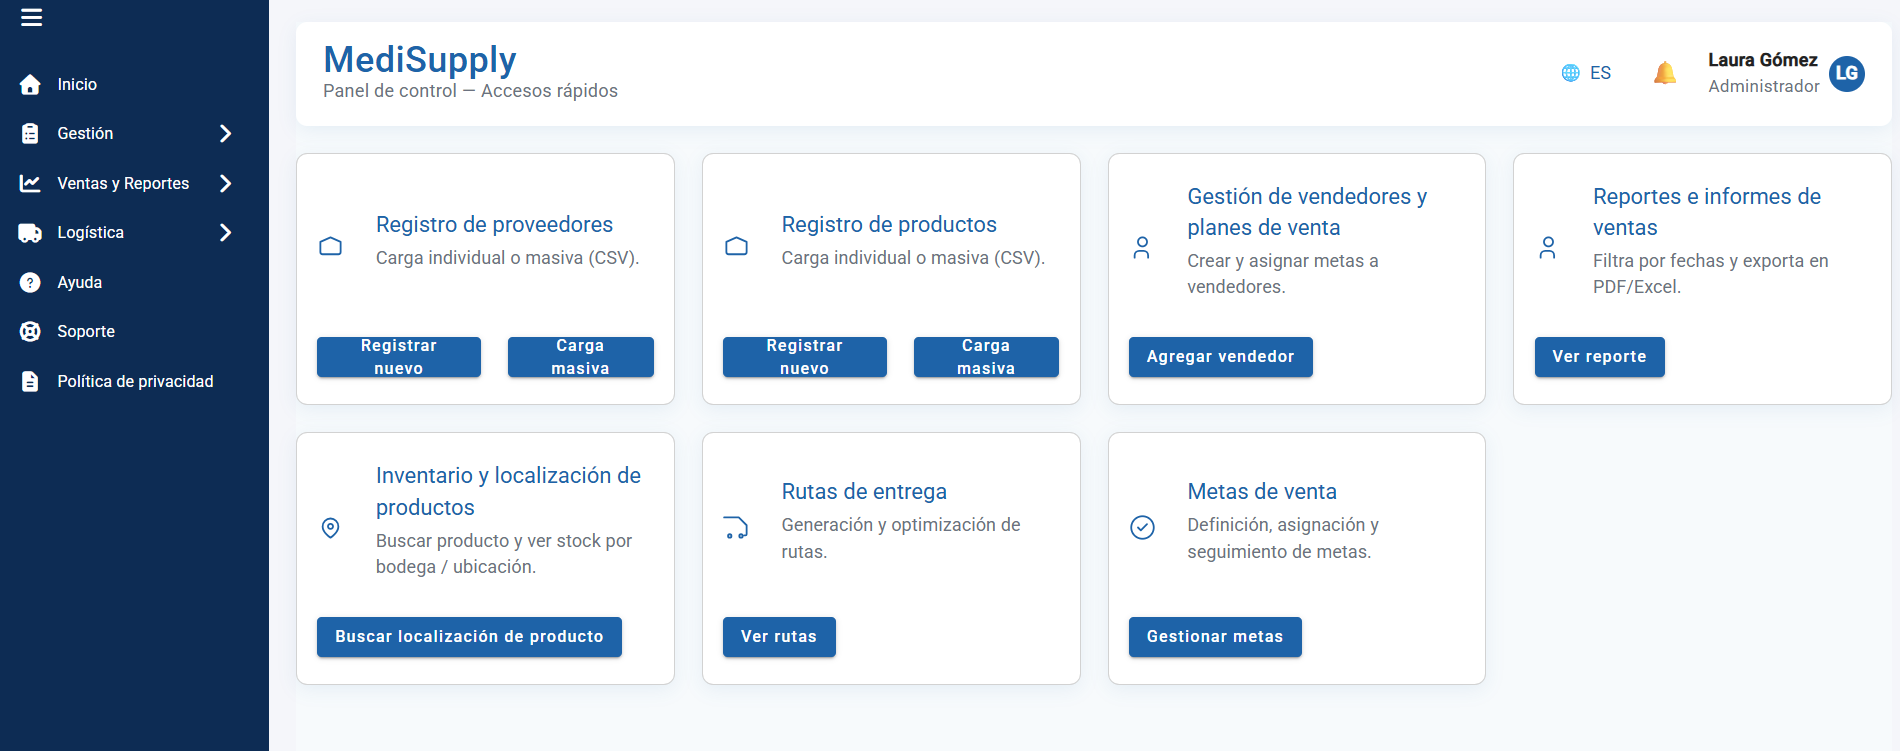 Inicio
Gestión
Ventas y Reportes
Logística
Ayuda
Soporte
Política de privacidad
MediSupply
Panel de control — Accesos rápidos
ES
Laura Gómez
Administrador
LG
Registro de proveedores
Carga individual o masiva (CSV).
Registrar
nuevo
Carga
masiva
Registro de productos
Carga individual o masiva (CSV).
Registrar
nuevo
Carga
masiva
Gestión de vendedores y
planes de venta
Crear y asignar metas a
vendedores.
Agregar vendedor
Reportes e informes de
ventas
Filtra por fechas y exporta en
PDF/Excel.
Ver reporte
Inventario y localización de
productos
Buscar producto y ver stock por
bodega / ubicación.
Buscar localización de producto
Rutas de entrega
Generación y optimización de
rutas.
Ver rutas
Metas de venta
Definición, asignación y
seguimiento de metas.
Gestionar metas